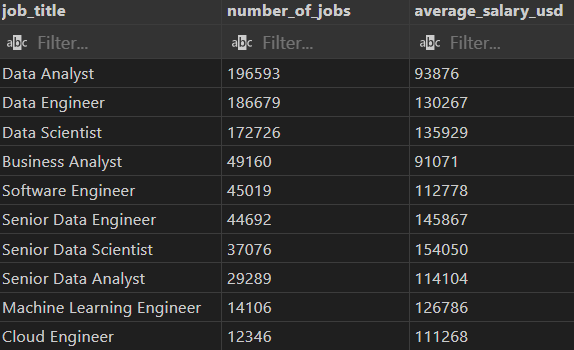 job_title number_of_jobs average_salary_usd
abc Filter... abc Filter... abc Filter...
Data Analyst 196593 93876
Data Engineer 186679 130267
Data Scientist 172726 135929
Business Analyst 49160 91071
Software Engineer 45019 112778
Senior Data Engineer 44692 145867
Senior Data Scientist 37076 154050
Senior Data Analyst 29289 114104
Machine Learning Engineer 14106 126786
Cloud Engineer 12346 111268